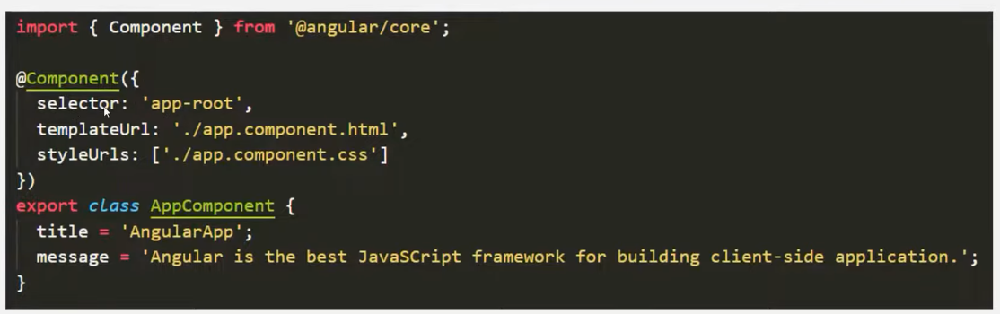 import { Component } from '@angular/core';
@Component({
selector: 'app-root',
templateUrl: './app.component.html',
styleUrls: ['./app.component.css']
})
export class AppComponent {
title = 'AngularApp';
message = 'Angular is the best JavaSCript framework for building client-side application.';
}